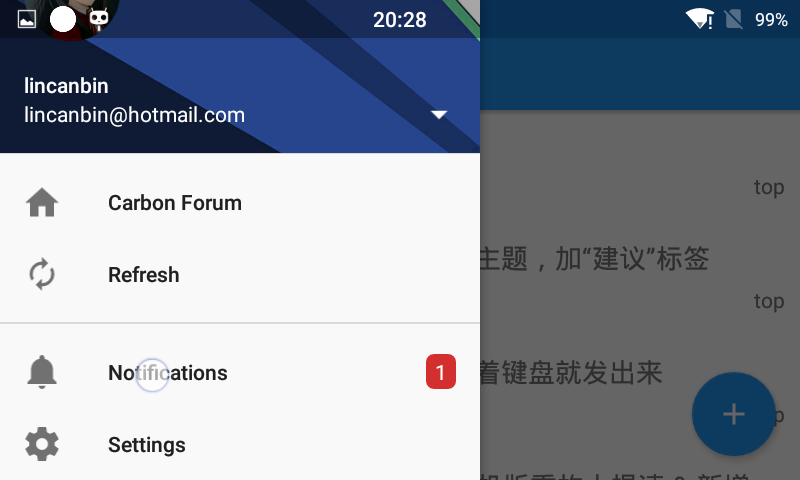 20:28
99%
lincanbin
lincanbin@hotmail.com
Carbon Forum
top
Refresh
主题，加“建议”标签
top
Notifications
1
着键盘就发出来
Settings